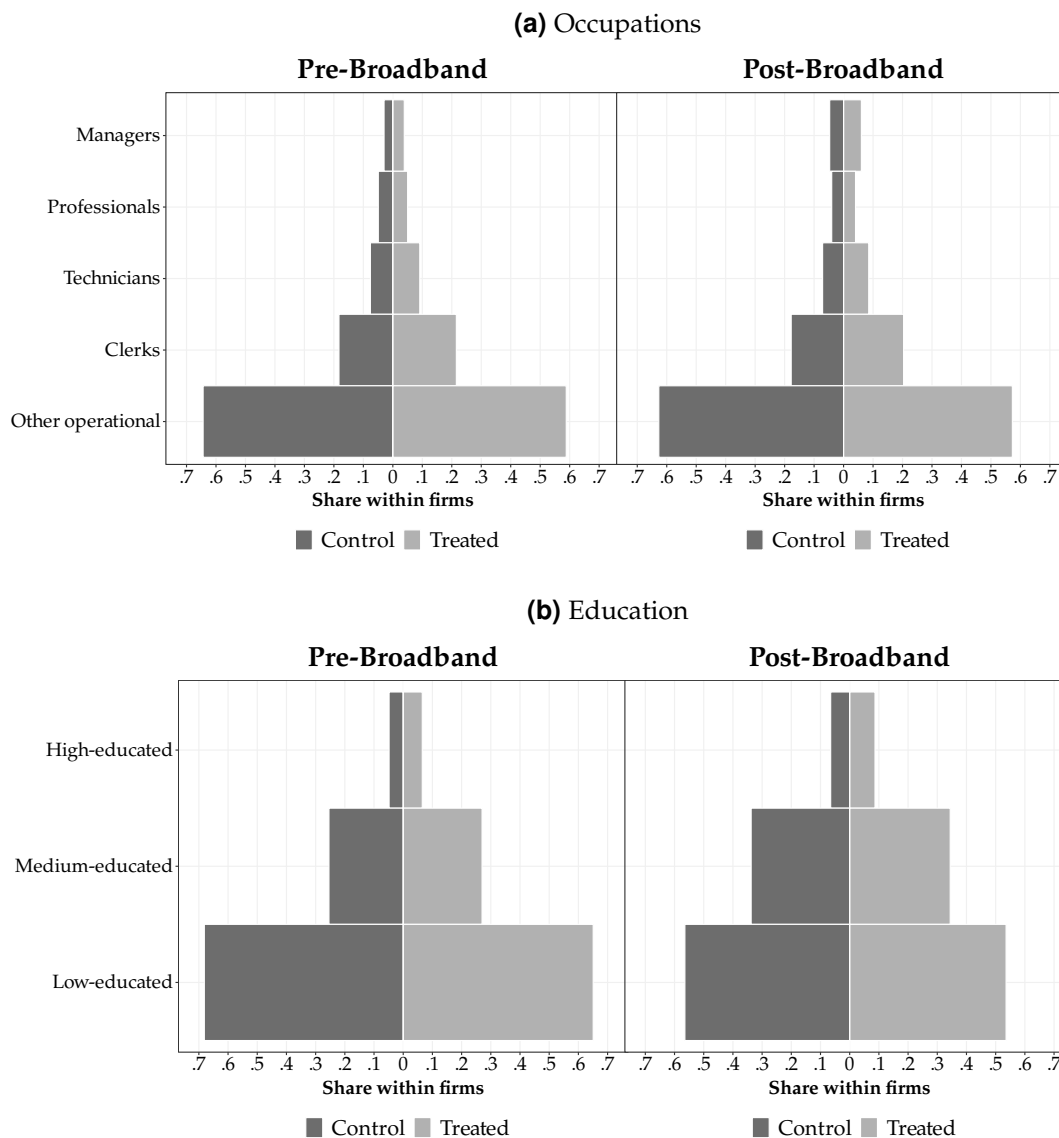 (a) Occupations
Pre-Broadband Post-Broadband
Managers
Professionals
Technicians
Clerks
Other operational
.7 .6 .5 .4 .3 .2 .1 0 .1 .2 .3 .4 .5 .6 .7 .7 .6 .5 .4 .3 .2 .1 0 .1 .2 .3 .4 .5 .6 .7
Share within firms Share within firms
Control Treated Control Treated
(b) Education
Pre-Broadband Post-Broadband
High-educated
Medium-educated
Low-educated
.7 .6 .5 .4 .3 .2 .1 0 .1 .2 .3 .4 .5 .6 .7 .7 .6 .5 .4 .3 .2 .1 0 .1 .2 .3 .4 .5 .6 .7
Share within firms Share within firms
Control Treated Control Treated